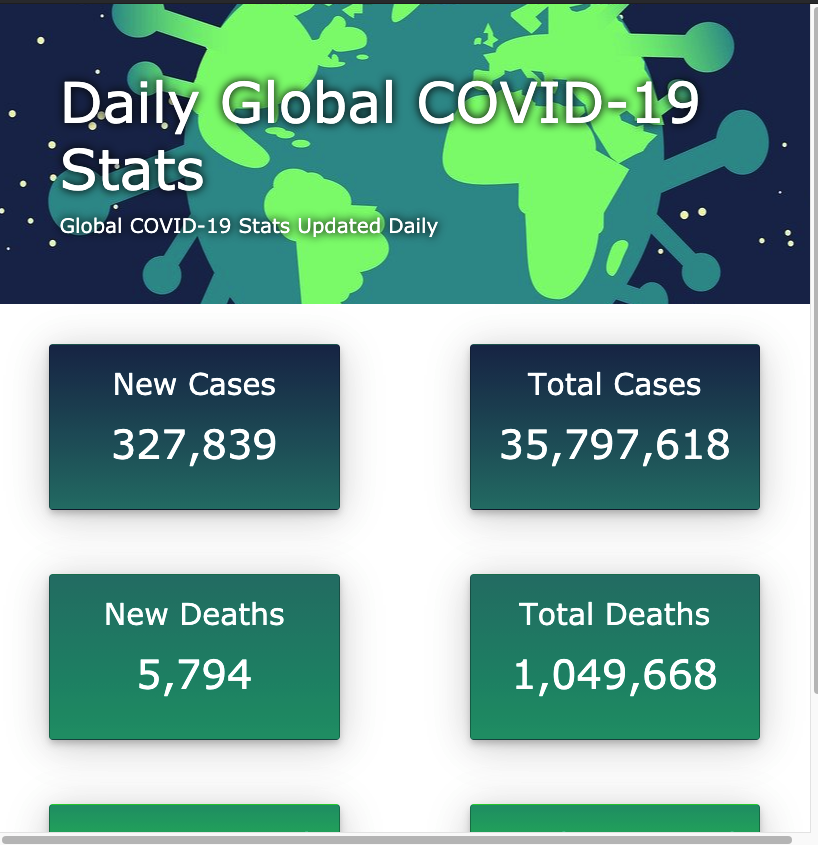 Daily Global COVID-19
Stats
Global COVID-19 Stats Updated Daily
New Cases
327,839
Total Cases
35,797,618
New Deaths
5,794
Total Deaths
1,049,668